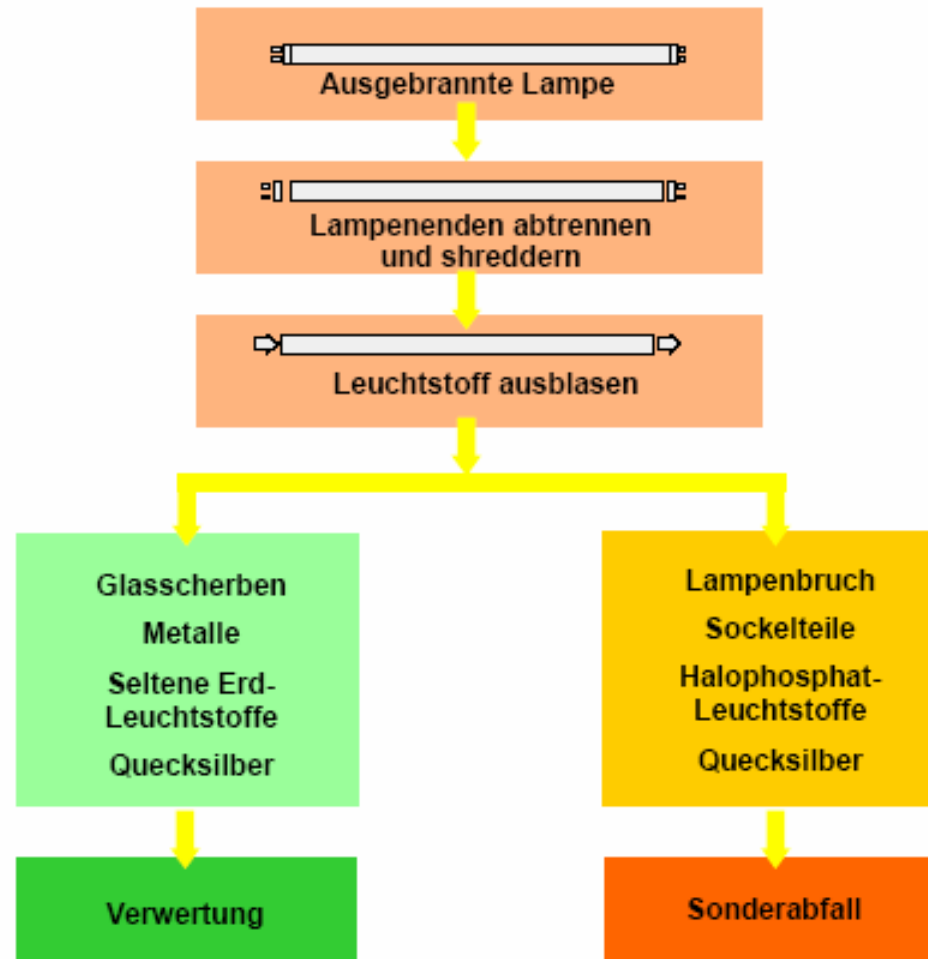 Ausgebrannte Lampe
Lampenenden abtrennen
und shreddern
Leuchtstoff ausblasen
Glasscherben
Metalle
Seltene Erd-
Leuchtstoffe
Quecksilber
Verwertung
Lampenbruch
Sockelteile
Halophosphat-
Leuchtstoffe
Quecksilber
Sonderabfall